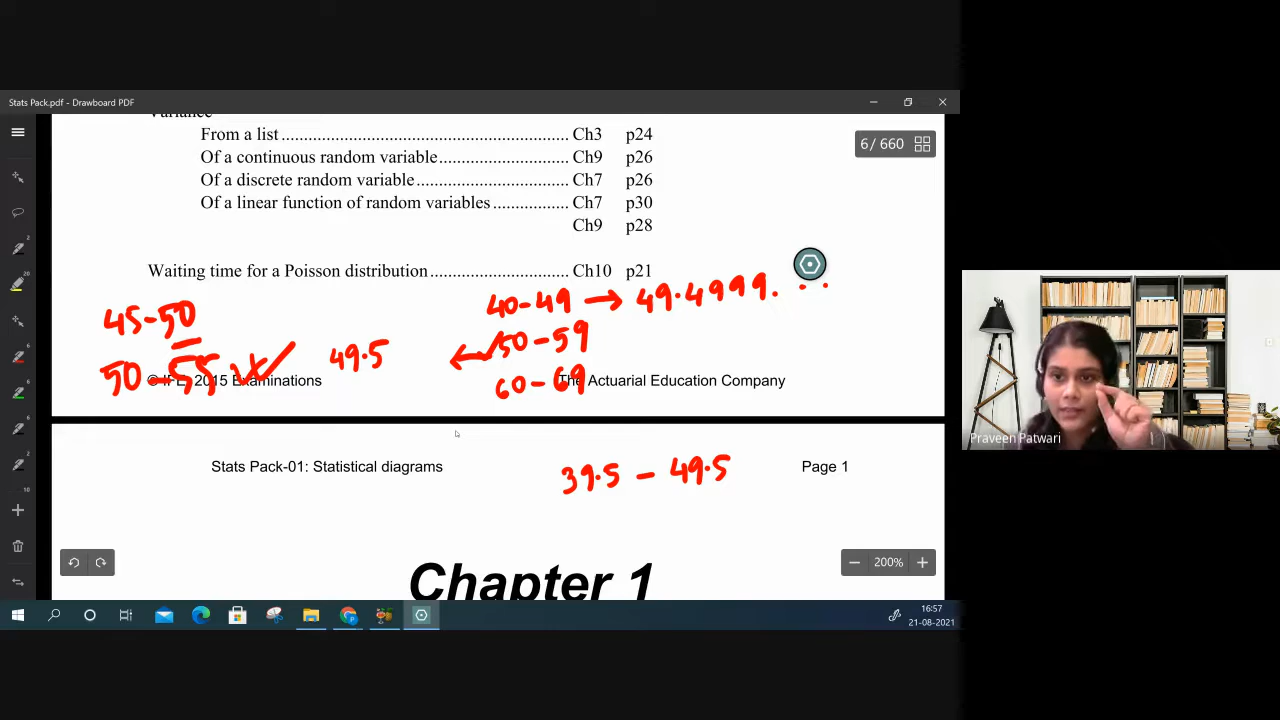 Stats Pack.pdf - Drawboard PDF
From a list ........ Ch3 p24
Of a continuous random variable ........ Ch9 p26
Of a discrete random variable ........ Ch7 p26
Of a linear function of random variables ........ Ch7 p30
Ch9 p28
6 / 660
Waiting time for a Poisson distribution ........ Ch10 p21
45-50
50-55
49.5
40-49 → 49.4999. . .
50-59
60-69
2015 Examinations
The Actuarial Education Company
Stats Pack-01: Statistical diagrams
Page 1
39.5 - 49.5
Chapter 1
200%
Praveen Patwari
16:57
21-08-2021